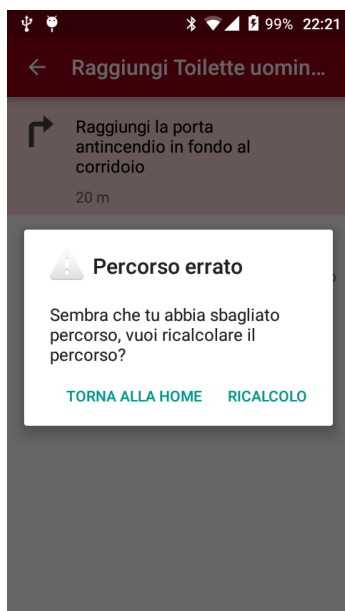 99% 22:21
Raggiungi Toilette uomin...
Raggiungi la porta
antincendio in fondo al
corridoio
20 m
Percorso errato
Sembra che tu abbia sbagliato
percorso, vuoi ricalcolare il
percorso?
TORNA ALLA HOME RICALCOLO